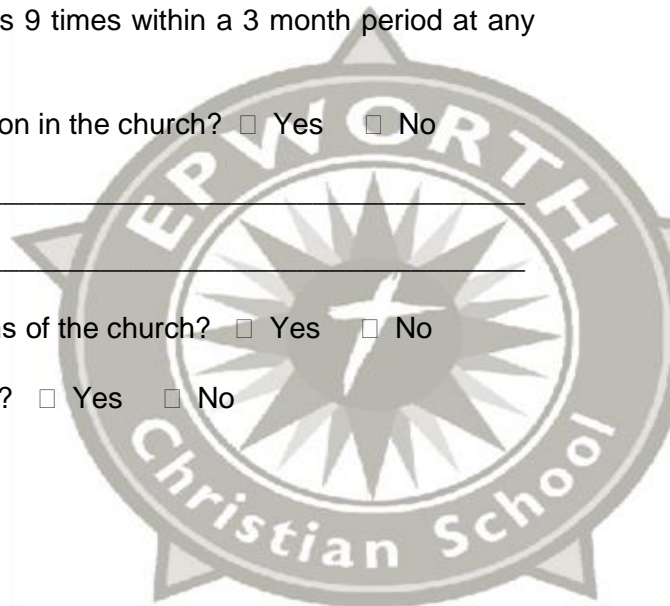 s 9 times within a 3 month period at any
on in the church? □ Yes □ No
ns of the church? □ Yes □ No
? □ Yes □ No
EPWORTH
Christian School